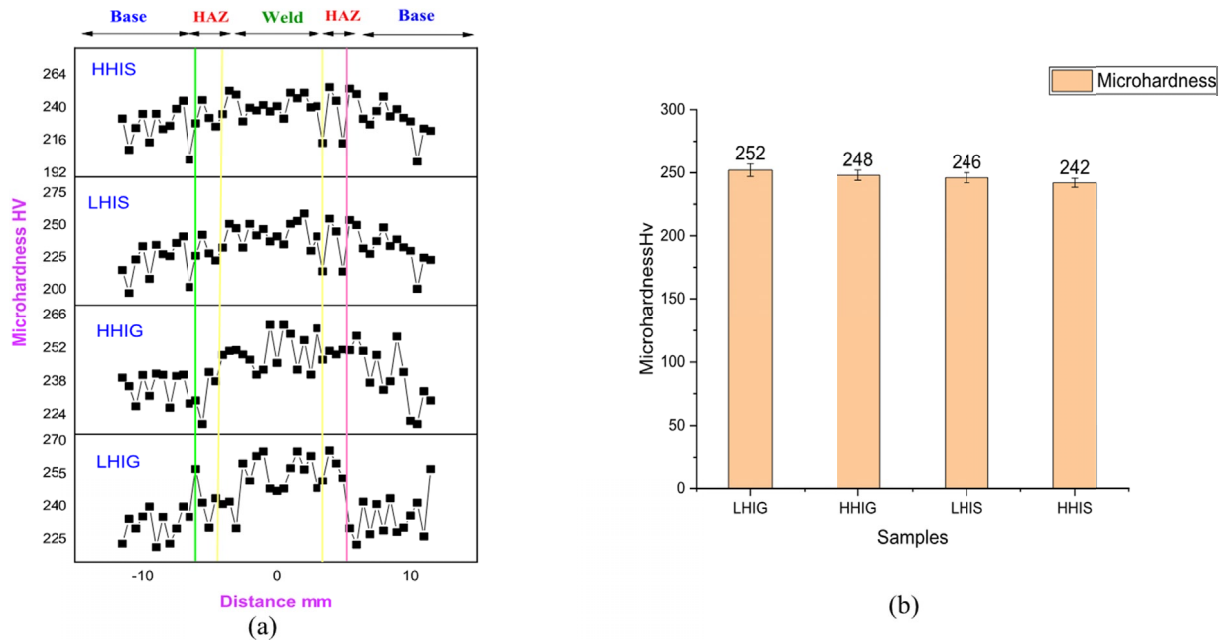 Base HAZ Weld HAZ Base
HHIS
264
240
216
192
LHIS
275
250
225
200
HHIG
266
252
238
224
LHIG
270
255
240
225
Microhardness HV
-10 0 10
Distance mm
(a)
Microhardness
300
250
200
150
100
50
0
252 248 246 242
MicrohardnessHv
LHIG HHIG LHIS HHIS
Samples
(b)